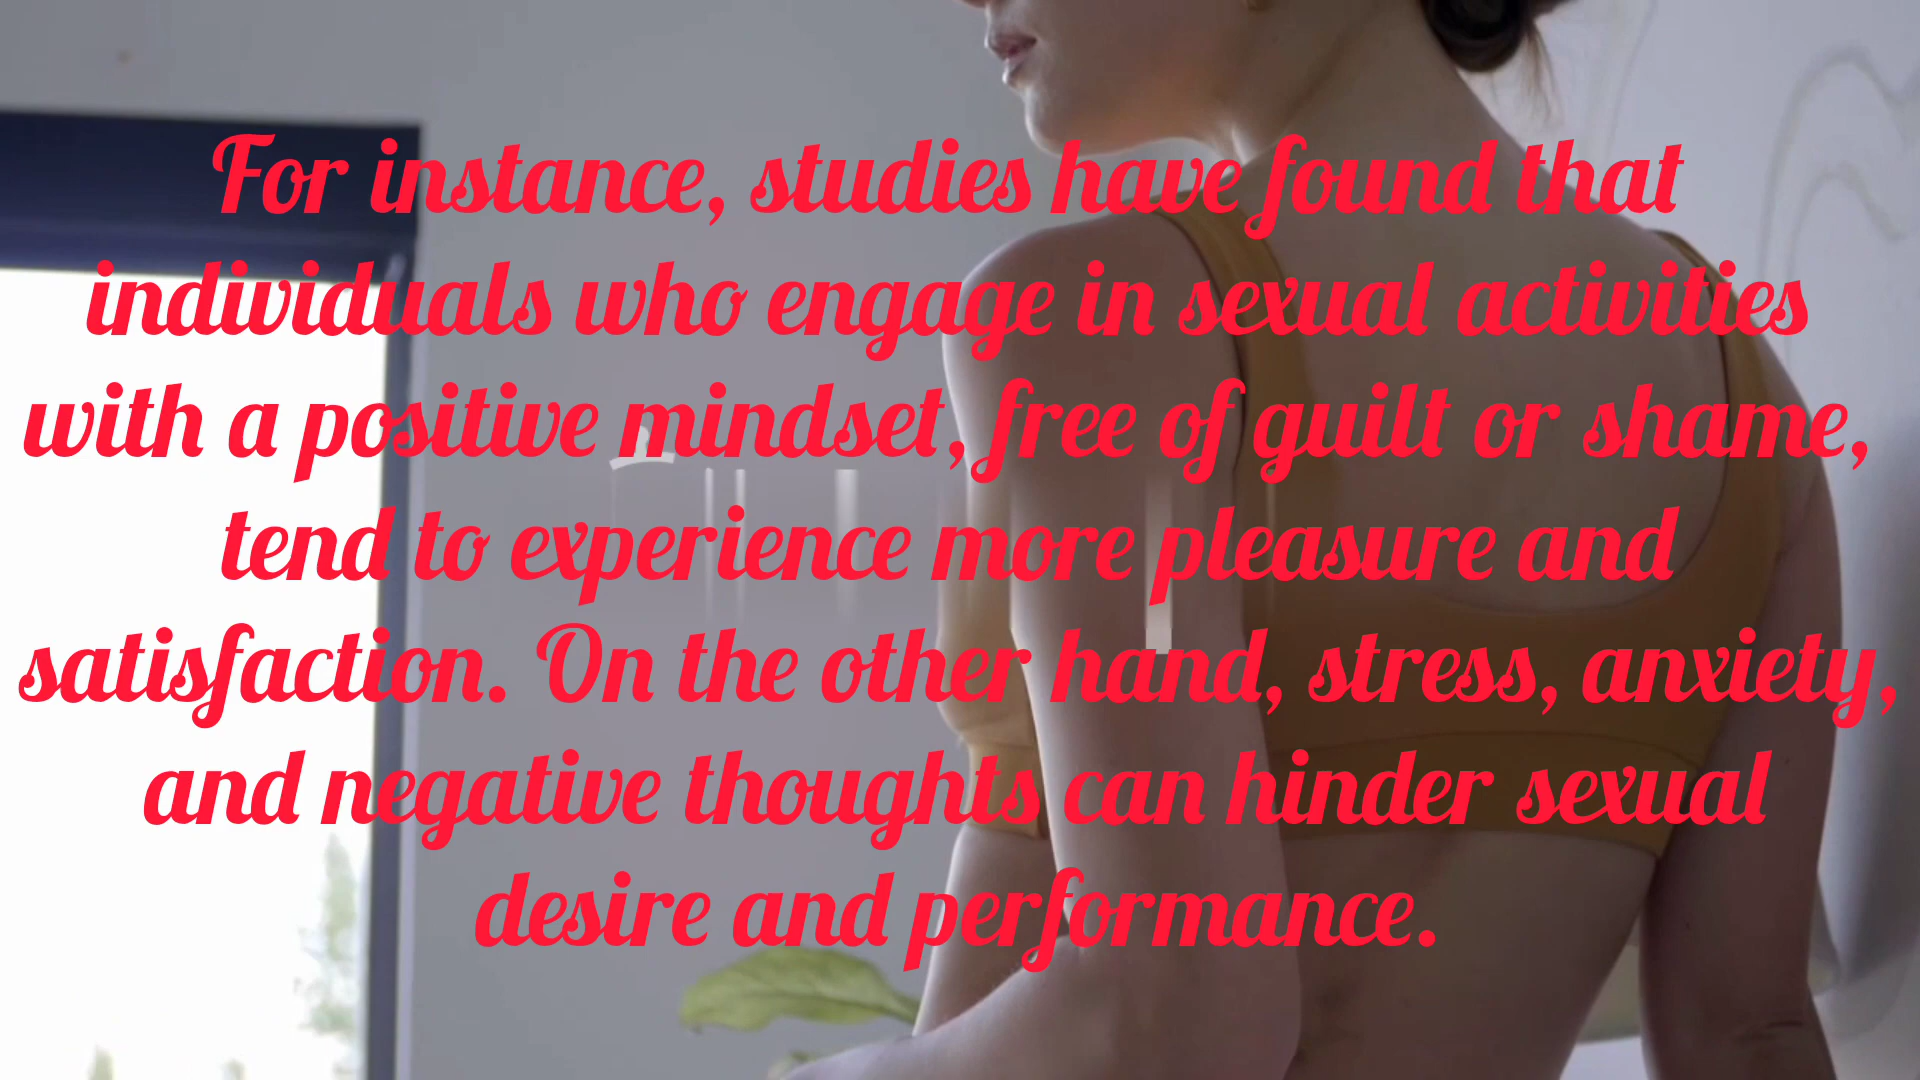 For instance, studies have found that
individuals who engage in sexual activities
with a positive mindset, free of guilt or shame,
tend to experience more pleasure and
satisfaction. On the other hand, stress, anxiety,
and negative thoughts can hinder sexual
desire and performance.